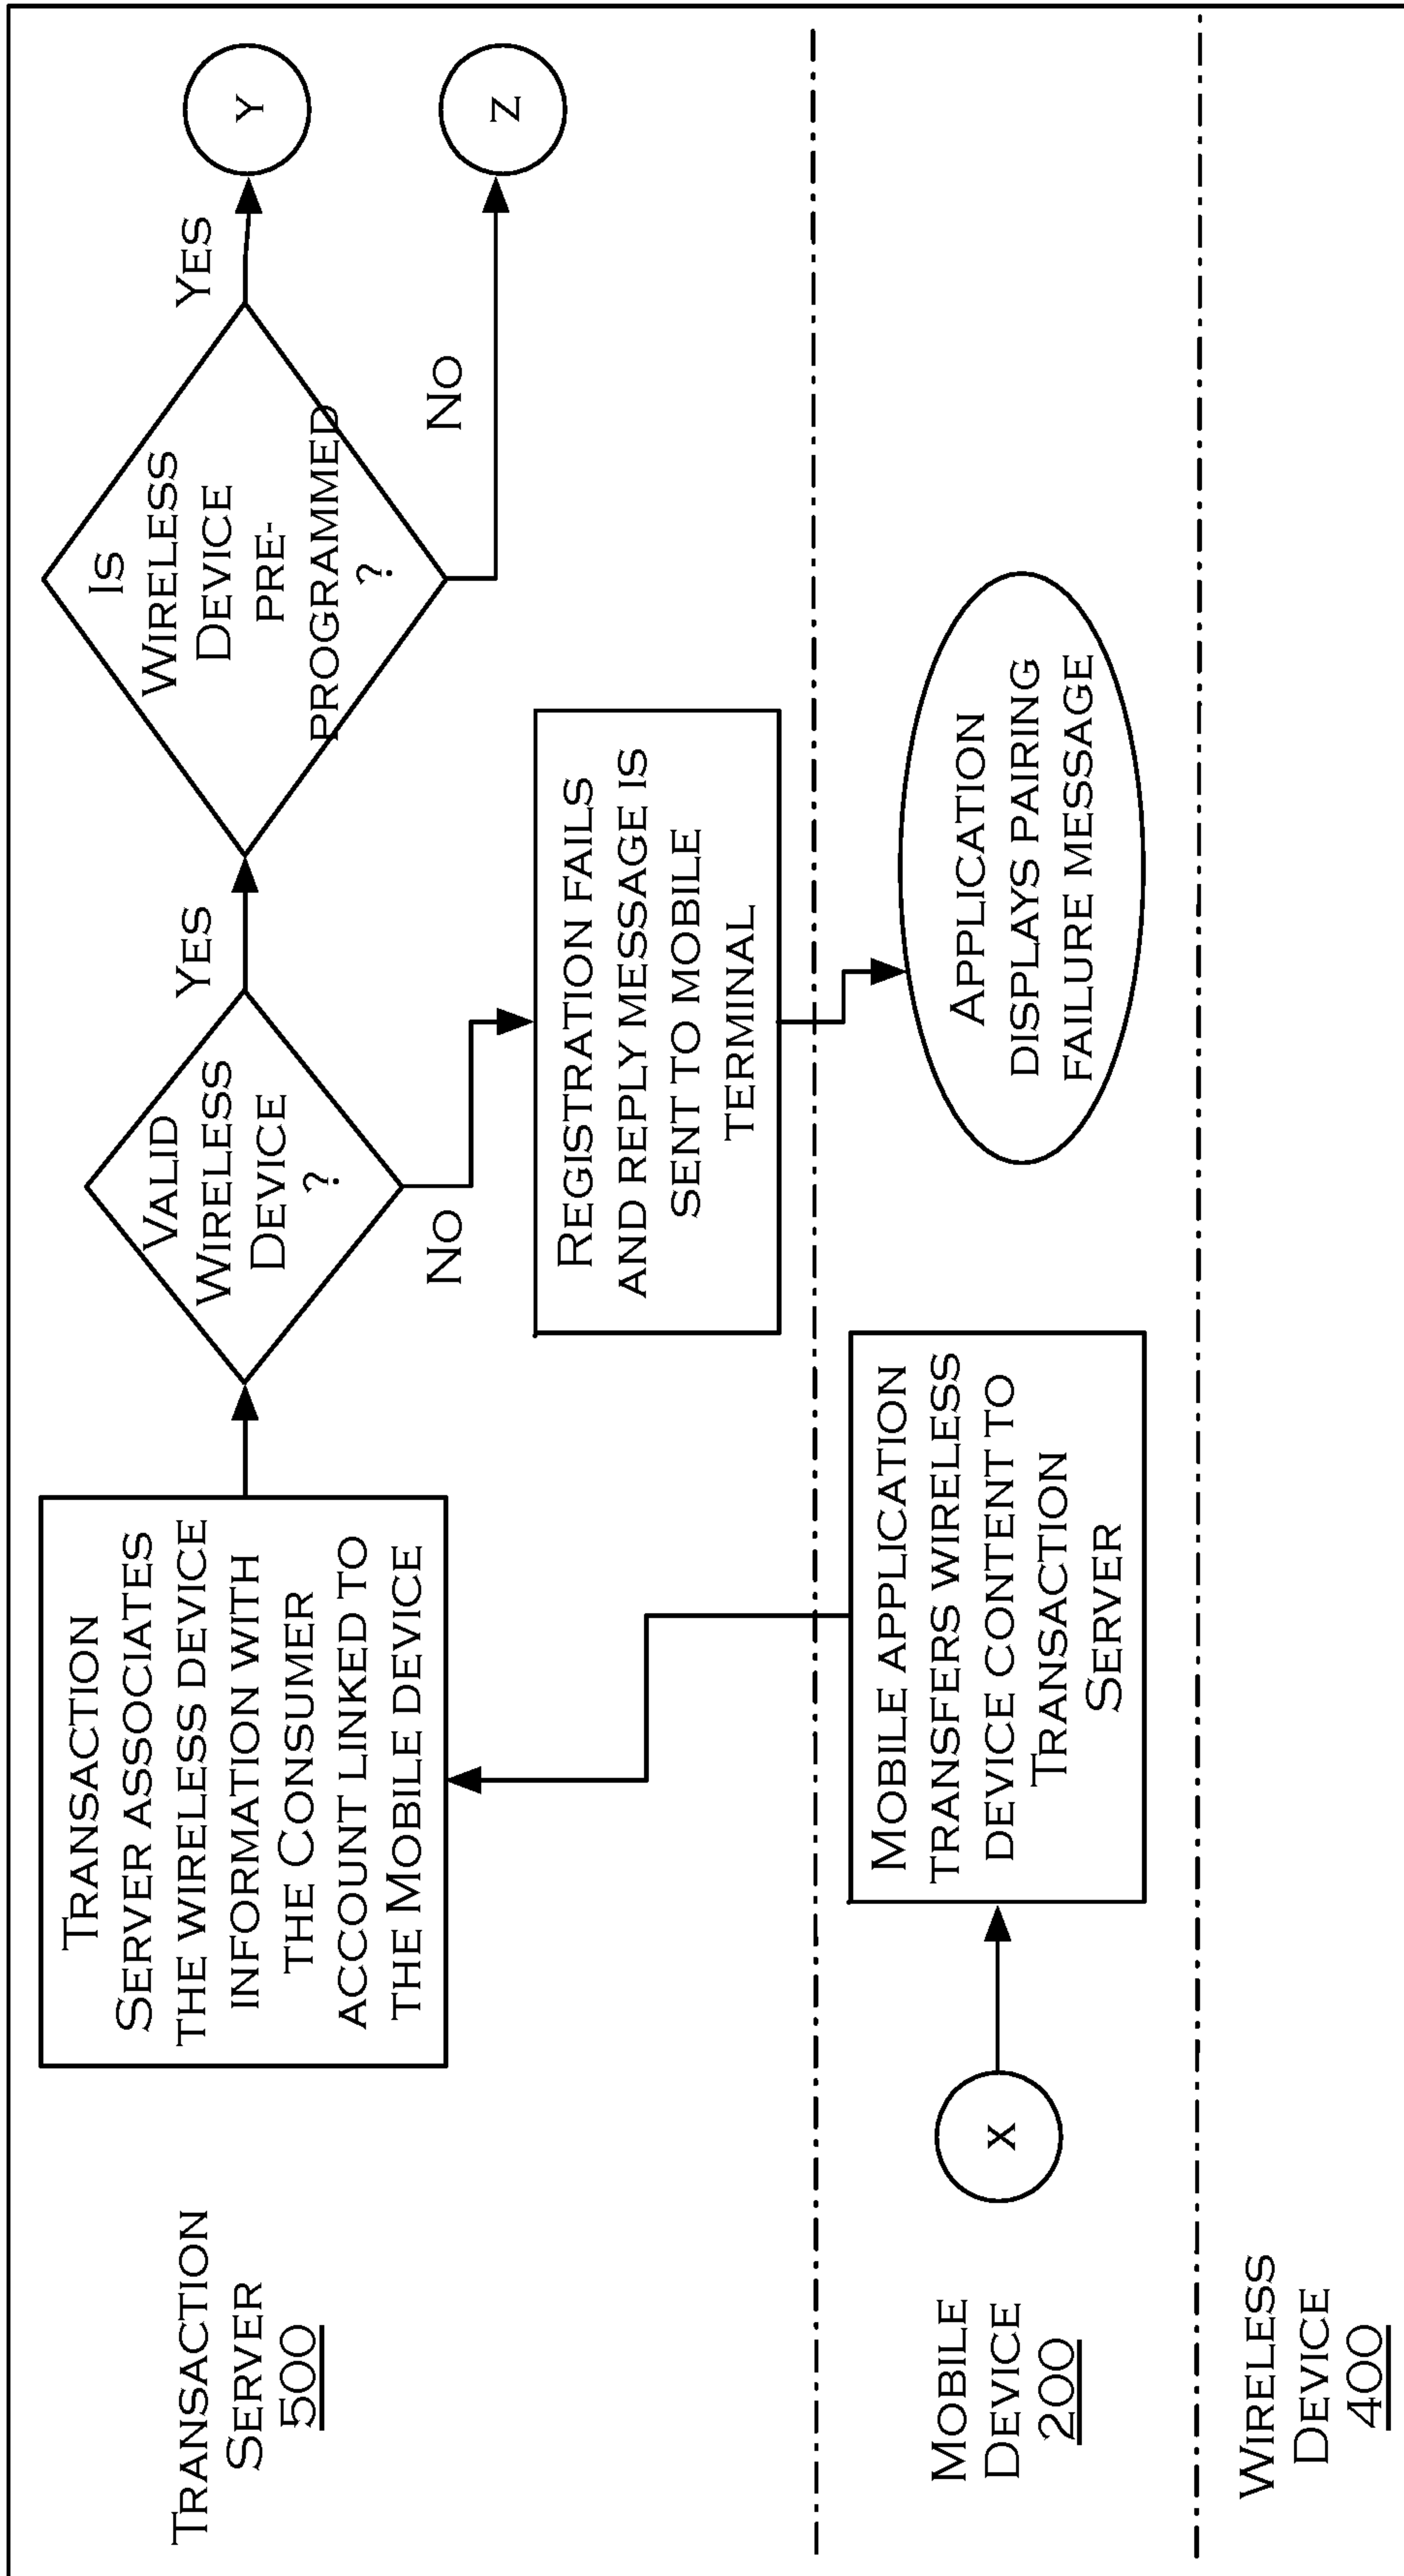 TRANSACTION
SERVER
500
TRANSACTION
SERVER ASSOCIATES
THE WIRELESS DEVICE
INFORMATION WITH
THE CONSUMER
ACCOUNT LINKED TO
THE MOBILE DEVICE
VALID
WIRELESS
DEVICE
?
YES
NO
IS
WIRELESS
DEVICE
PRE-
PROGRAMMED
?
YES
NO
Y
Z
REGISTRATION FAILS
AND REPLY MESSAGE IS
SENT TO MOBILE
TERMINAL
MOBILE
DEVICE
200
X
MOBILE APPLICATION
TRANSFERS WIRELESS
DEVICE CONTENT TO
TRANSACTION
SERVER
APPLICATION
DISPLAYS PAIRING
FAILURE MESSAGE
WIRELESS
DEVICE
400